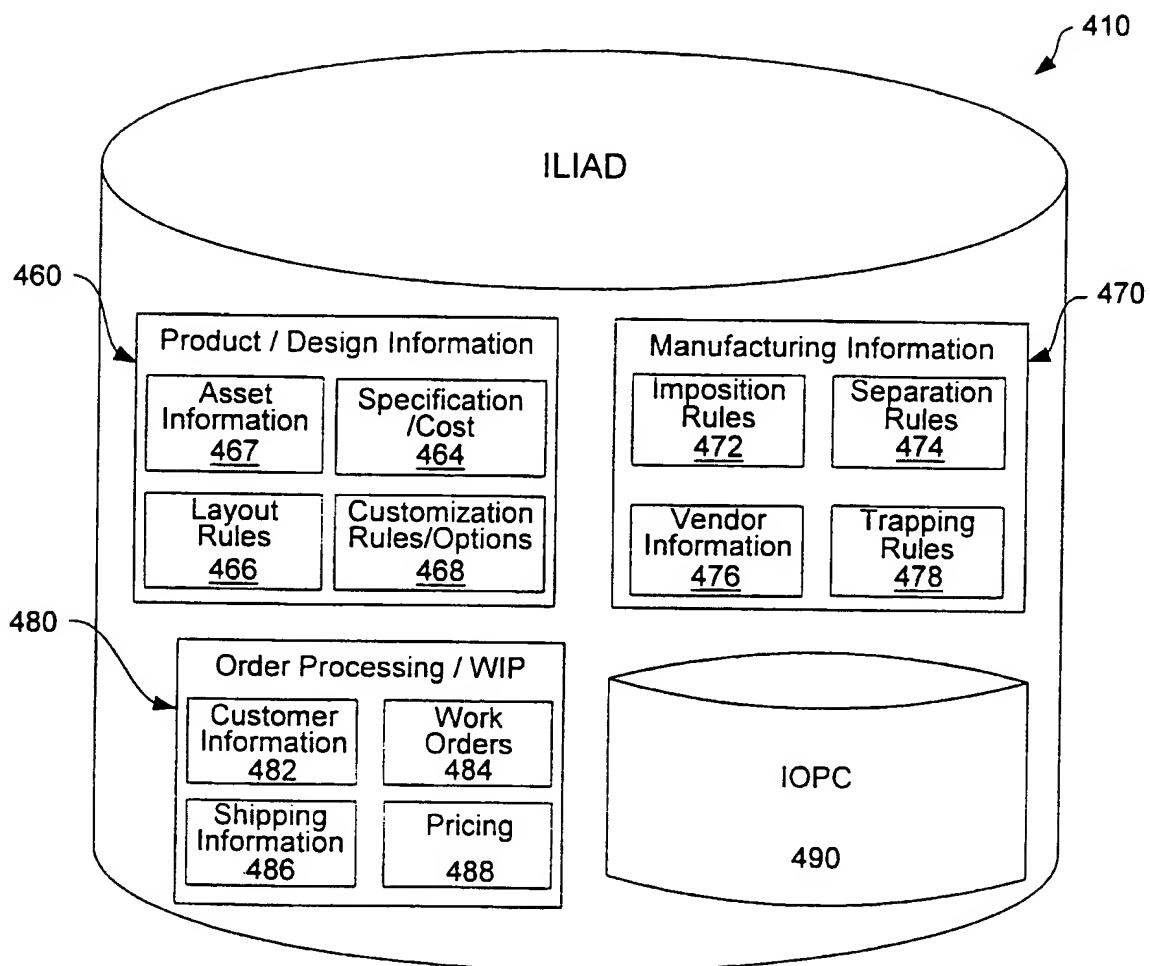 410
ILIAD
460
470
Product / Design Information
Asset
Information
467
Specification
/Cost
464
Layout
Rules
466
Customization
Rules/Options
468
Manufacturing Information
Imposition
Rules
472
Separation
Rules
474
Vendor
Information
476
Trapping
Rules
478
480
Order Processing / WIP
Customer
Information
482
Work
Orders
484
Shipping
Information
486
Pricing
488
IOPC
490